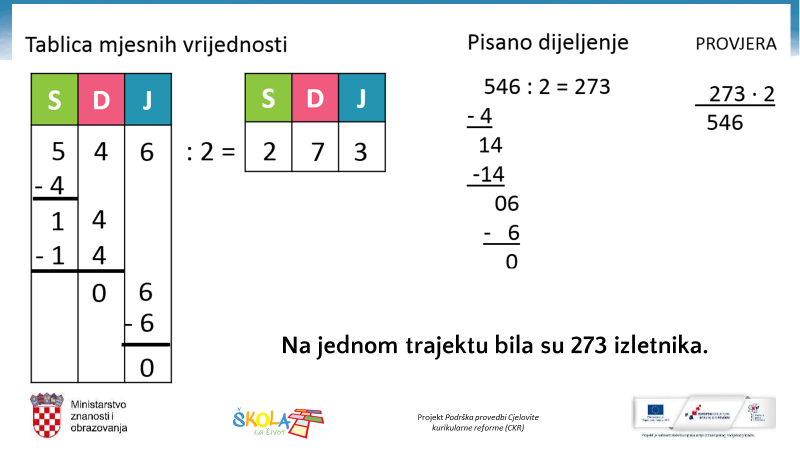 Tablica mjesnih vrijednosti
S D J
5 4 6
- 4
1 4
- 1 4
0 6
- 6
0
: 2 =
S D J
2 7 3
Pisano dijeljenje
546 : 2 = 273
- 4
14
-14
06
- 6
0
PROVJERA
273 · 2
546
Na jednom trajektu bila su 273 izletnika.
Ministarstvo
znanosti i
obrazovanja
ŠKOLA
za život
Projekt Podrška provedbi Cjelovite
kurikularne reforme (CKR)